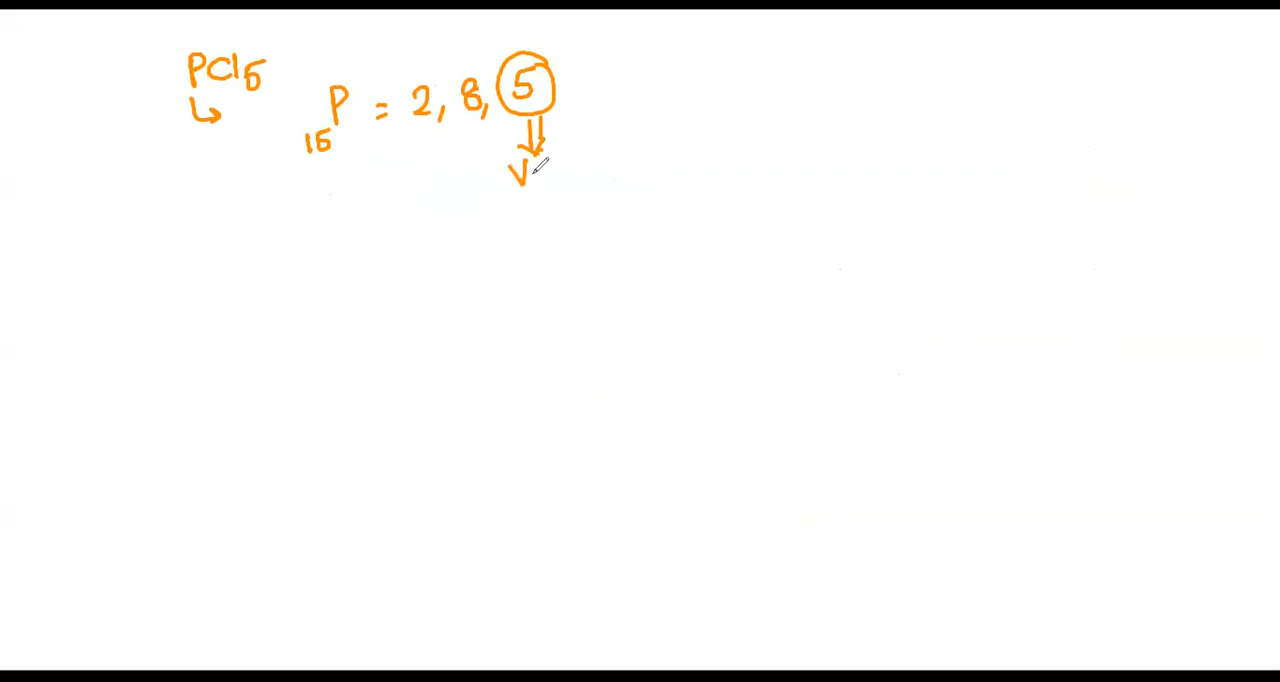 PCl5
↳ 15P = 2, 8, 5
V